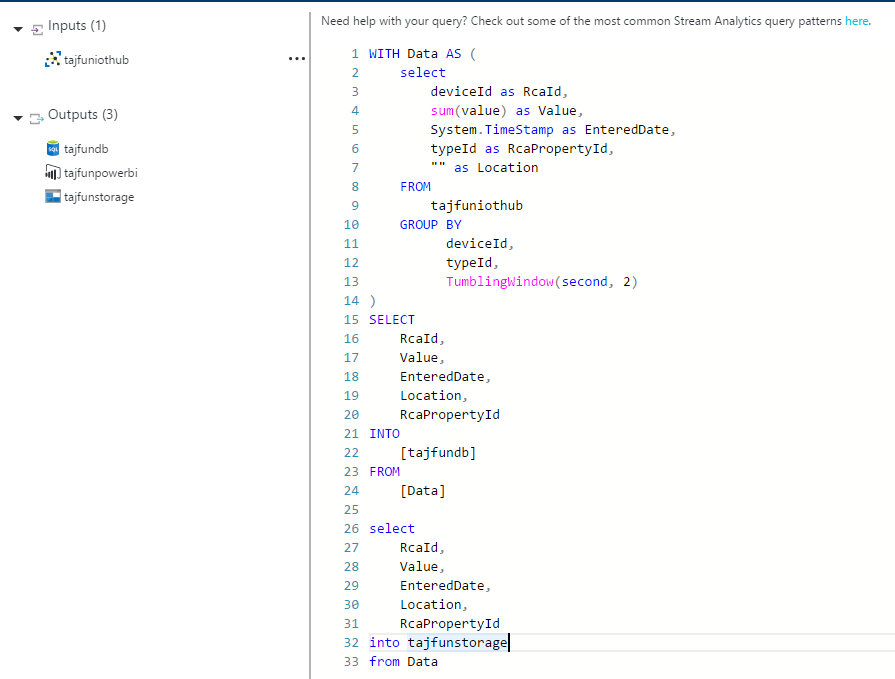 Inputs (1)
tajfuniothub
...
Outputs (3)
tajfundb
tajfunpowerbi
tajfunstorage
Need help with your query? Check out some of the most common Stream Analytics query patterns here.
1 WITH Data AS (
2 select
3 deviceId as RcaId,
4 sum(value) as Value,
5 System.TimeStamp as EnteredDate,
6 typeId as RcaPropertyId,
7 "" as Location
8 FROM
9 tajfuniothub
10 GROUP BY
11 deviceId,
12 typeId,
13 TumblingWindow(second, 2)
14 )
15 SELECT
16 RcaId,
17 Value,
18 EnteredDate,
19 Location,
20 RcaPropertyId
21 INTO
22 [tajfundb]
23 FROM
24 [Data]
25
26 select
27 RcaId,
28 Value,
29 EnteredDate,
30 Location,
31 RcaPropertyId
32 into tajfunstorage
33 from Data